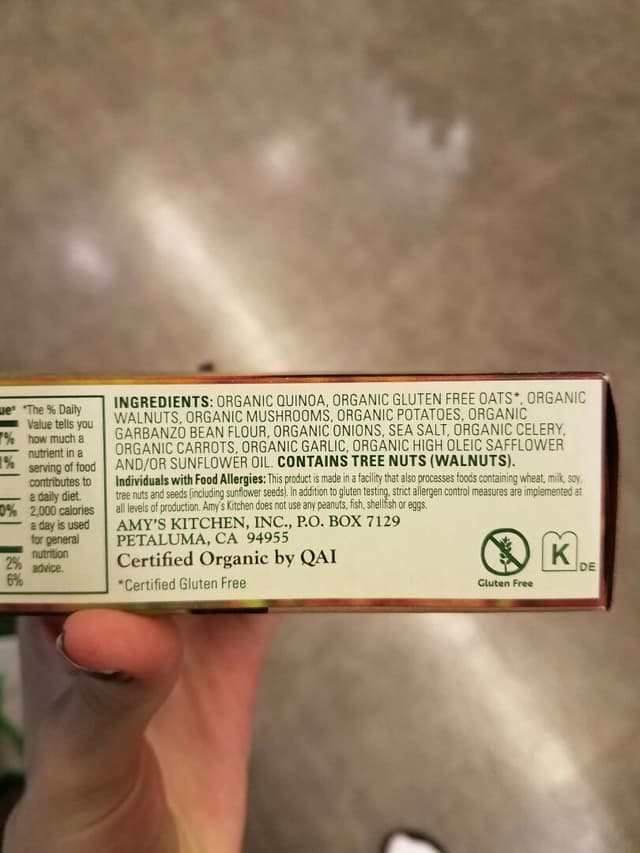 ue* *The % Daily
Value tells you
7% how much a
nutrient in a
1% serving of food
contributes to
a daily diet.
0% 2,000 calories
a day is used
for general
nutrition
2% advice.
6%
INGREDIENTS: ORGANIC QUINOA, ORGANIC GLUTEN FREE OATS*, ORGANIC
WALNUTS, ORGANIC MUSHROOMS, ORGANIC POTATOES, ORGANIC
GARBANZO BEAN FLOUR, ORGANIC ONIONS, SEA SALT, ORGANIC CELERY,
ORGANIC CARROTS, ORGANIC GARLIC, ORGANIC HIGH OLEIC SAFFLOWER
AND/OR SUNFLOWER OIL. CONTAINS TREE NUTS (WALNUTS).
Individuals with Food Allergies: This product is made in a facility that also processes foods containing wheat, milk, soy,
tree nuts and seeds (including sunflower seeds). In addition to gluten testing, strict allergen control measures are implemented at
all levels of production. Amy's Kitchen does not use any peanuts, fish, shellfish or eggs.
AMY'S KITCHEN, INC., P.O. BOX 7129
PETALUMA, CA 94955
Certified Organic by QAI
*Certified Gluten Free
Gluten Free
K DE